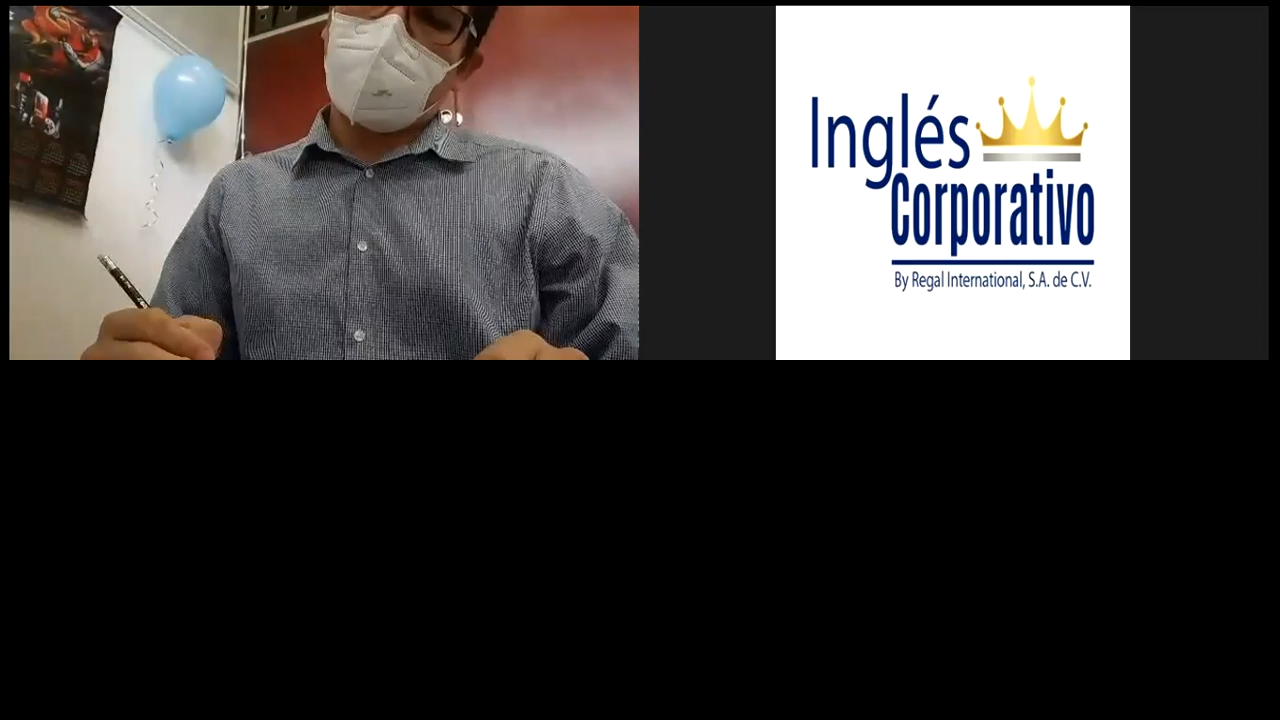 Inglés
Corporativo
By Regal International, S.A. de C.V.